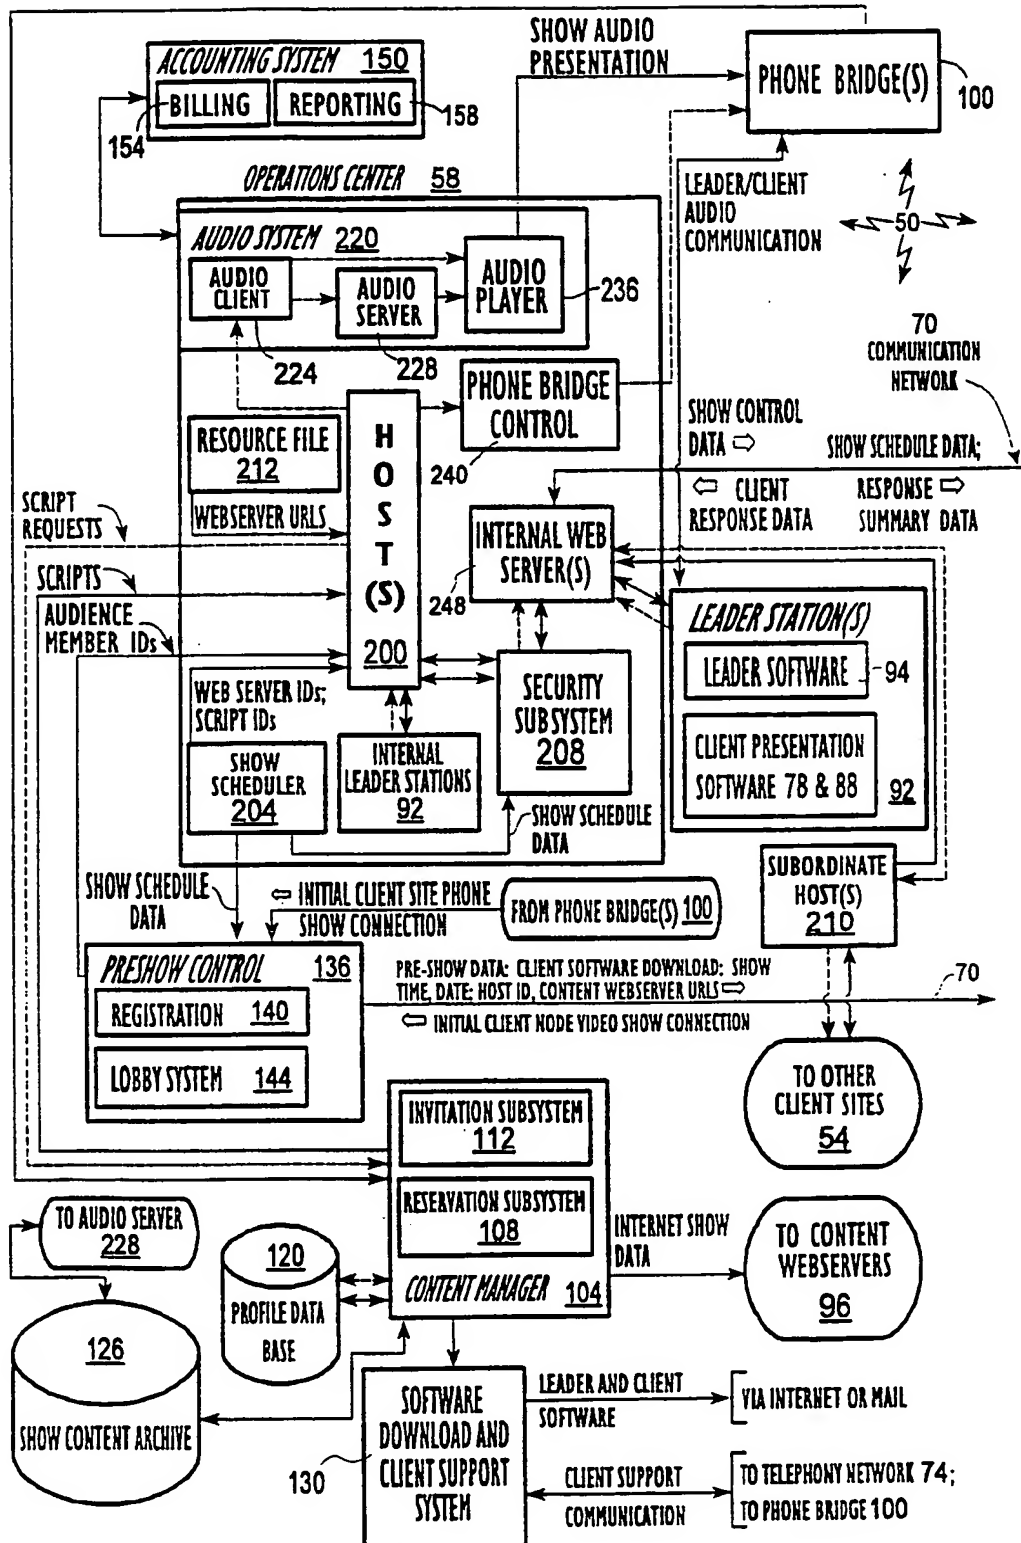 SHOW AUDIO
PRESENTATION
ACCOUNTING SYSTEM 150
BILLING
REPORTING
154
158
PHONE BRIDGE(S)
100
OPERATIONS CENTER 58
LEADER/CLIENT
AUDIO
COMMUNICATION
50
AUDIO SYSTEM 220
AUDIO
CLIENT
AUDIO
SERVER
AUDIO
PLAYER
236
224
228
70
COMMUNICATION
NETWORK
HOST(S)
200
PHONE BRIDGE
CONTROL
240
RESOURCE FILE
212
WEBSERVER URLS
SHOW CONTROL
DATA ⇨
SHOW SCHEDULE DATA;
⇦ CLIENT
RESPONSE DATA
RESPONSE ⇨
SUMMARY DATA
SCRIPT
REQUESTS
INTERNAL WEB
SERVER(S)
248
SCRIPTS
AUDIENCE
MEMBER IDs
LEADER STATION(S)
LEADER SOFTWARE
94
CLIENT PRESENTATION
SOFTWARE 78 & 88
92
WEB SERVER IDs;
SCRIPT IDs
SECURITY
SUBSYSTEM
208
SHOW
SCHEDULER
204
INTERNAL
LEADER STATIONS
92
SHOW SCHEDULE
DATA
SHOW SCHEDULE
DATA
⇦ INITIAL CLIENT SITE PHONE
SHOW CONNECTION
FROM PHONE BRIDGE(S) 100
SUBORDINATE
HOST(S)
210
PRESHOW CONTROL 136
REGISTRATION 140
LOBBY SYSTEM 144
PRE-SHOW DATA: CLIENT SOFTWARE DOWNLOAD: SHOW
TIME, DATE; HOST ID, CONTENT WEBSERVER URLS ⇨
70
⇦ INITIAL CLIENT NODE VIDEO SHOW CONNECTION
TO OTHER
CLIENT SITES
54
INVITATION SUBSYSTEM
112
RESERVATION SUBSYSTEM
108
CONTENT MANAGER 104
INTERNET SHOW
DATA
TO CONTENT
WEBSERVERS
96
TO AUDIO SERVER
228
120
PROFILE DATA
BASE
126
SHOW CONTENT ARCHIVE
SOFTWARE
DOWNLOAD AND
CLIENT SUPPORT
SYSTEM
130
LEADER AND CLIENT
SOFTWARE
VIA INTERNET OR MAIL
CLIENT SUPPORT
COMMUNICATION
TO TELEPHONY NETWORK 74;
TO PHONE BRIDGE 100